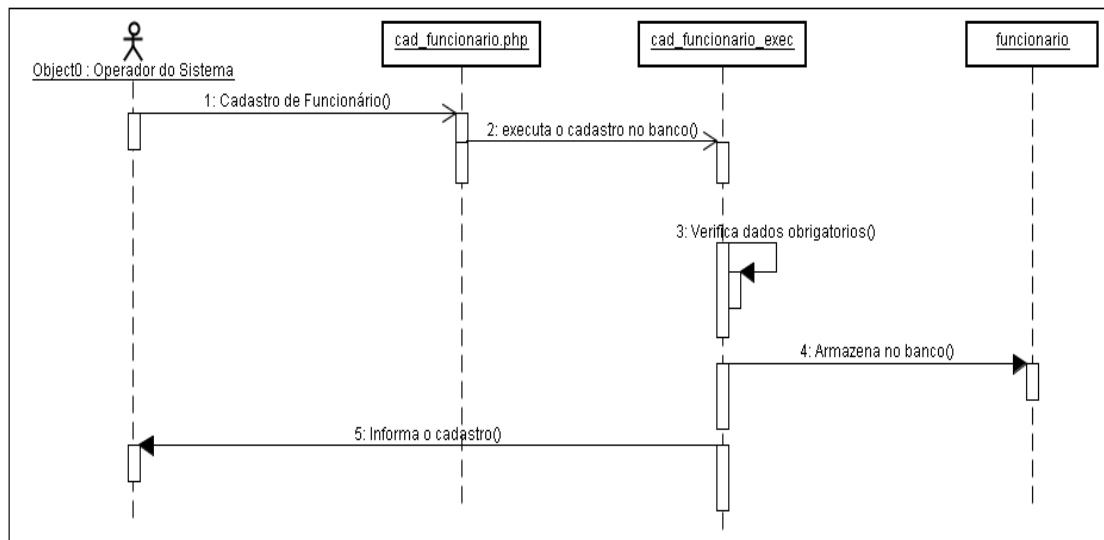 cad_funcionario.php
cad_funcionario_exec
funcionario
Object0 : Operador do Sistema
1: Cadastro de Funcionário()
2: executa o cadastro no banco()
3: Verifica dados obrigatorios()
4: Armazena no banco()
5: Informa o cadastro()